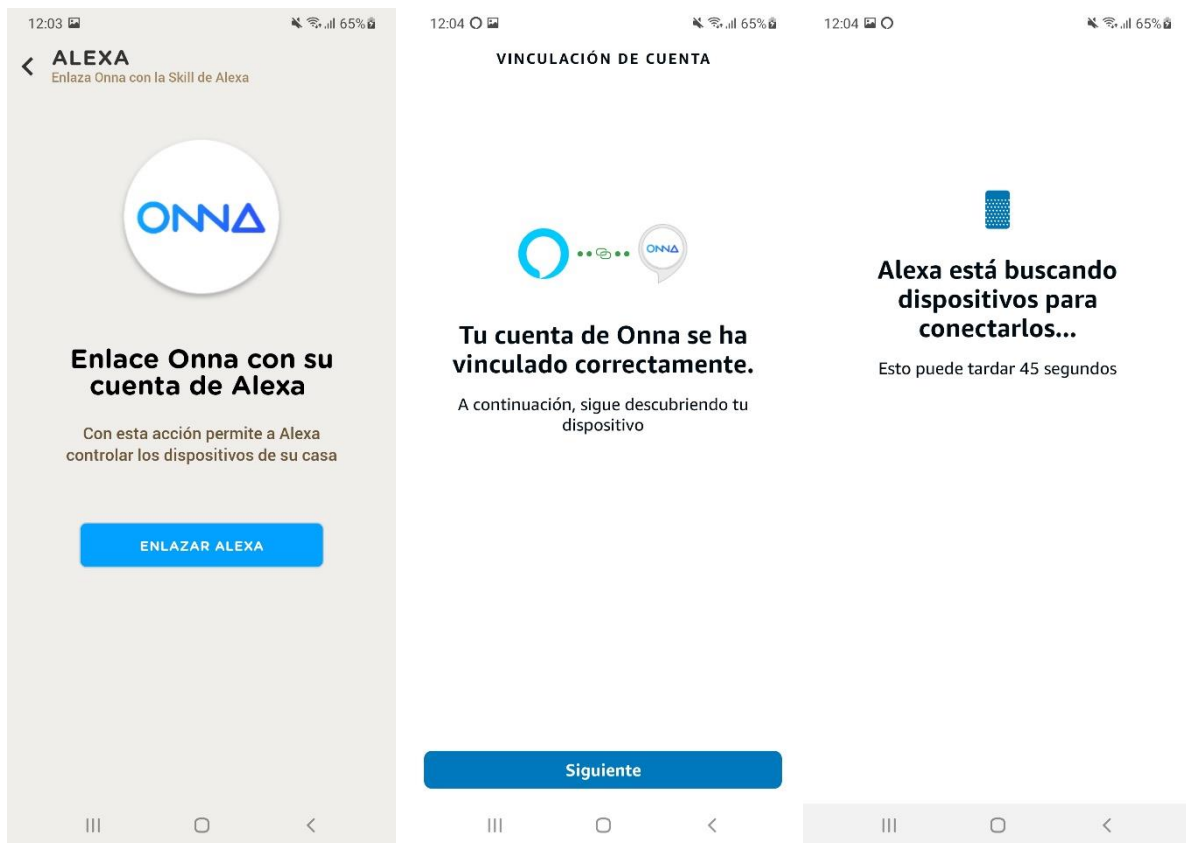 12:03
65%
ALEXA
Enlaza Onna con la Skill de Alexa
ONNA
Enlace Onna con su
cuenta de Alexa
Con esta acción permite a Alexa
controlar los dispositivos de su casa
ENLAZAR ALEXA
12:04
65%
VINCULACIÓN DE CUENTA
ONNA
Tu cuenta de Onna se ha
vinculado correctamente.
A continuación, sigue descubriendo tu
dispositivo
Siguiente
12:04
65%
Alexa está buscando
dispositivos para
conectarlos...
Esto puede tardar 45 segundos